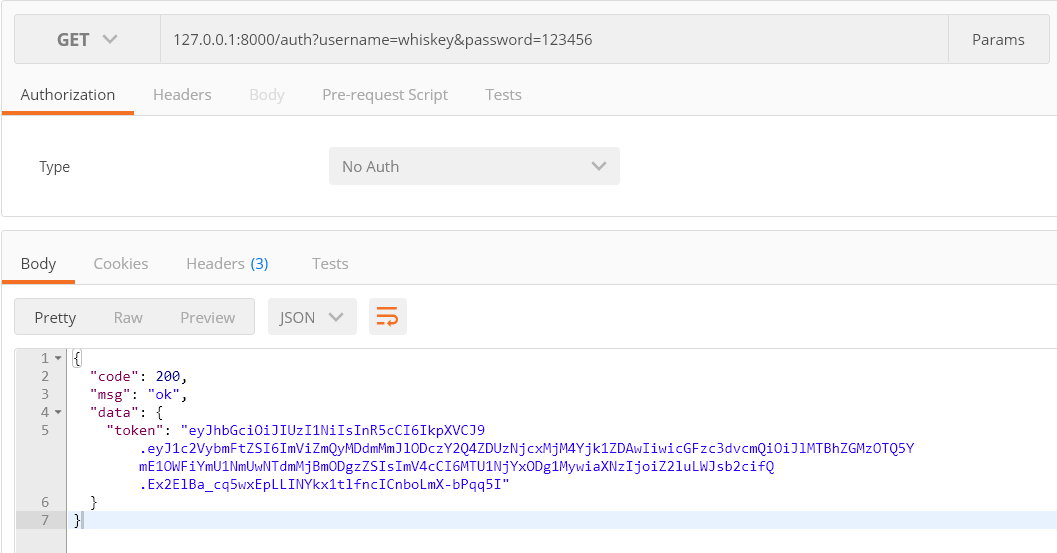 GET 127.0.0.1:8000/auth?username=whiskey&password=123456 Params
Authorization Headers Body Pre-request Script Tests
Type No Auth
Body Cookies Headers (3) Tests
Pretty Raw Preview JSON
1 {
2 "code": 200,
3 "msg": "ok",
4 "data": {
5 "token": "eyJhbGciOiJIUzI1NiIsInR5cCI6IkpXVCJ9
.eyJ1c2VybmFtZSI6ImViZmQyMDdmMmJlODczY2Q4ZDUzNjcxMjM4Yjk1ZDAwIiwicGFzc3dvcmQiOiJlMTBhZGMzOTQ5Y
mE1OWFiYmU1NmUwNTdmMjBmODgzZSIsImV4cCI6MTU1NjYxODg1MywiaXNzIjoiZ2luLWJsb2cifQ
.Ex2ElBa_cq5wxEpLLINYkx1tlfncICnboLmX-bPqq5I"
6 }
7 }